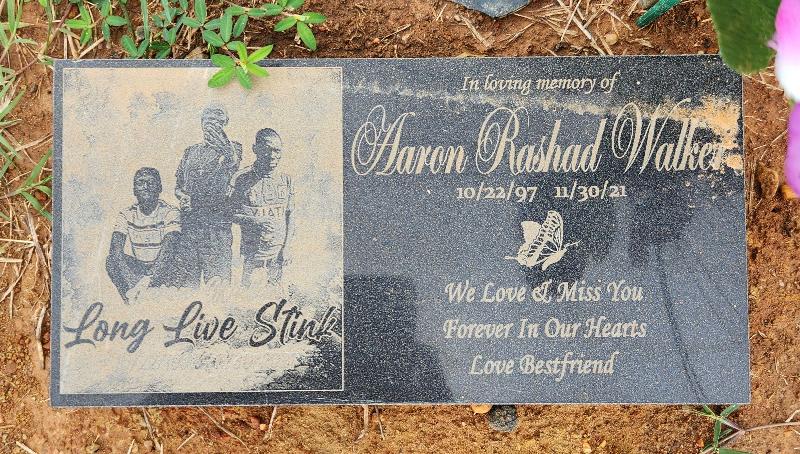 In loving memory of
Aaron Rashad Walker
10/22/97 11/30/21
We Love & Miss You
Forever In Our Hearts
Love Bestfriend
Long Live Stink